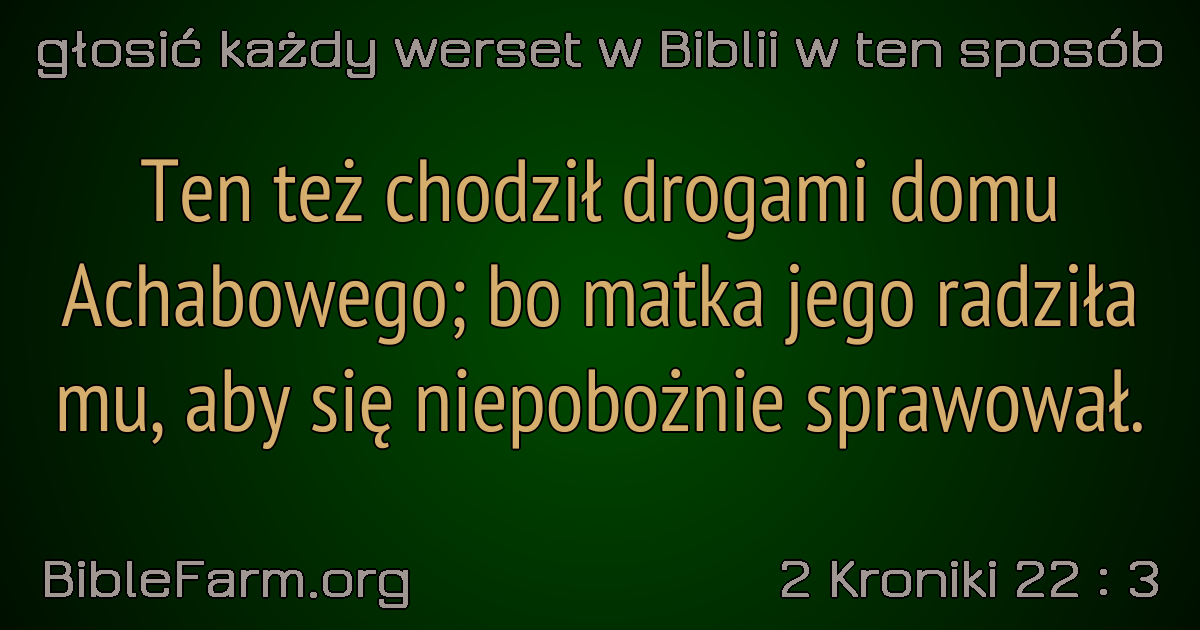 głosić każdy werset w Biblii w ten sposób
Ten też chodził drogami domu
Achabowego; bo matka jego radziła
mu, aby się niepobożnie sprawował.
BibleFarm.org
2 Kroniki 22 : 3